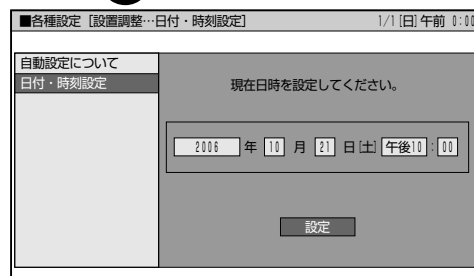 ■各種設定［設置調整…日付・時刻設定］ 1/1[日]午前 0:00
自動設定について
日付・時刻設定
現在日時を設定してください。
2006 年 10 月 21 日[土] 午後10 : 00
設定